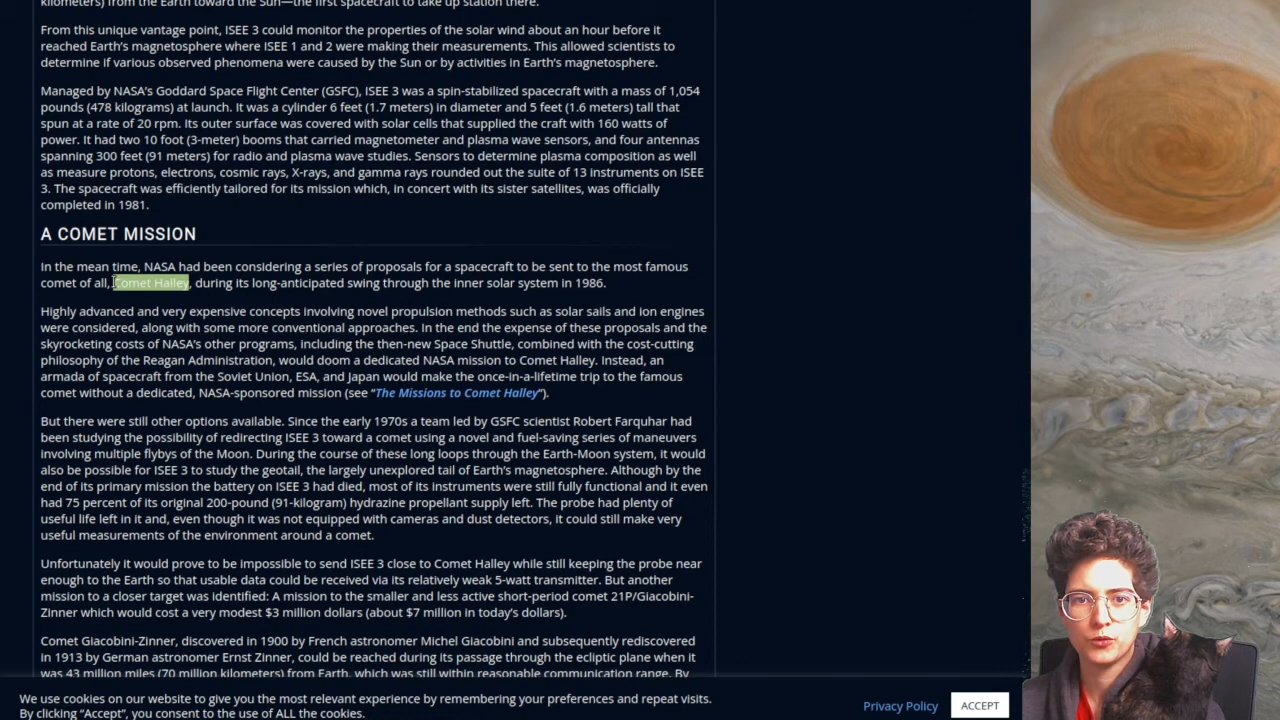 kilometers) from the Earth toward the Sun—the first spacecraft to take up station there.
From this unique vantage point, ISEE 3 could monitor the properties of the solar wind about an hour before it
reached Earth's magnetosphere where ISEE 1 and 2 were making their measurements. This allowed scientists to
determine if various observed phenomena were caused by the Sun or by activities in Earth's magnetosphere.
Managed by NASA's Goddard Space Flight Center (GSFC), ISEE 3 was a spin-stabilized spacecraft with a mass of 1,054
pounds (478 kilograms) at launch. It was a cylinder 6 feet (1.7 meters) in diameter and 5 feet (1.6 meters) tall that
spun at a rate of 20 rpm. Its outer surface was covered with solar cells that supplied the craft with 160 watts of
power. It had two 10 foot (3-meter) booms that carried magnetometer and plasma wave sensors, and four antennas
spanning 300 feet (91 meters) for radio and plasma wave studies. Sensors to determine plasma composition as well
as measure protons, electrons, cosmic rays, X-rays, and gamma rays rounded out the suite of 13 instruments on ISEE
3. The spacecraft was efficiently tailored for its mission which, in concert with its sister satellites, was officially
completed in 1981.
A COMET MISSION
In the mean time, NASA had been considering a series of proposals for a spacecraft to be sent to the most famous
comet of all, Comet Halley, during its long-anticipated swing through the inner solar system in 1986.
Highly advanced and very expensive concepts involving novel propulsion methods such as solar sails and ion engines
were considered, along with some more conventional approaches. In the end the expense of these proposals and the
skyrocketing costs of NASA's other programs, including the then-new Space Shuttle, combined with the cost-cutting
philosophy of the Reagan Administration, would doom a dedicated NASA mission to Comet Halley. Instead, an
armada of spacecraft from the Soviet Union, ESA, and Japan would make the once-in-a-lifetime trip to the famous
comet without a dedicated, NASA-sponsored mission (see “The Missions to Comet Halley“).
But there were still other options available. Since the early 1970s a team led by GSFC scientist Robert Farquhar had
been studying the possibility of redirecting ISEE 3 toward a comet using a novel and fuel-saving series of maneuvers
involving multiple flybys of the Moon. During the course of these long loops through the Earth-Moon system, it would
also be possible for ISEE 3 to study the geotail, the largely unexplored tail of Earth's magnetosphere. Although by the
end of its primary mission the battery on ISEE 3 had died, most of its instruments were still fully functional and it even
had 75 percent of its original 200-pound (91-kilogram) hydrazine propellant supply left. The probe had plenty of
useful life left in it and, even though it was not equipped with cameras and dust detectors, it could still make very
useful measurements of the environment around a comet.
Unfortunately it would prove to be impossible to send ISEE 3 close to Comet Halley while still keeping the probe near
enough to the Earth so that usable data could be received via its relatively weak 5-watt transmitter. But another
mission to a closer target was identified: A mission to the smaller and less active short-period comet 21P/Giacobini-
Zinner which would cost a very modest $3 million dollars (about $7 million in today's dollars).
Comet Giacobini-Zinner, discovered in 1900 by French astronomer Michel Giacobini and subsequently rediscovered
in 1913 by German astronomer Ernst Zinner, could be reached during its passage through the ecliptic plane when it
was 43 million miles (70 million kilometers) from Earth, which was still within reasonable communication range. By
We use cookies on our website to give you the most relevant experience by remembering your preferences and repeat visits.
By clicking “Accept”, you consent to the use of ALL the cookies.
Privacy Policy
ACCEPT